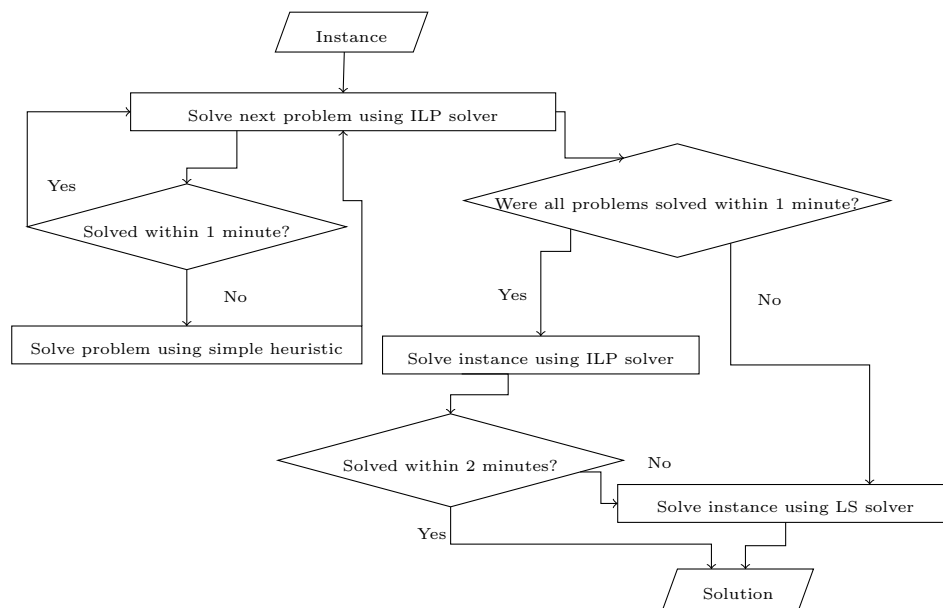 Instance
Solve next problem using ILP solver
Yes
Solved within 1 minute?
Were all problems solved within 1 minute?
No
Yes
No
Solve problem using simple heuristic
Solve instance using ILP solver
Solved within 2 minutes?
No
Solve instance using LS solver
Yes
Solution